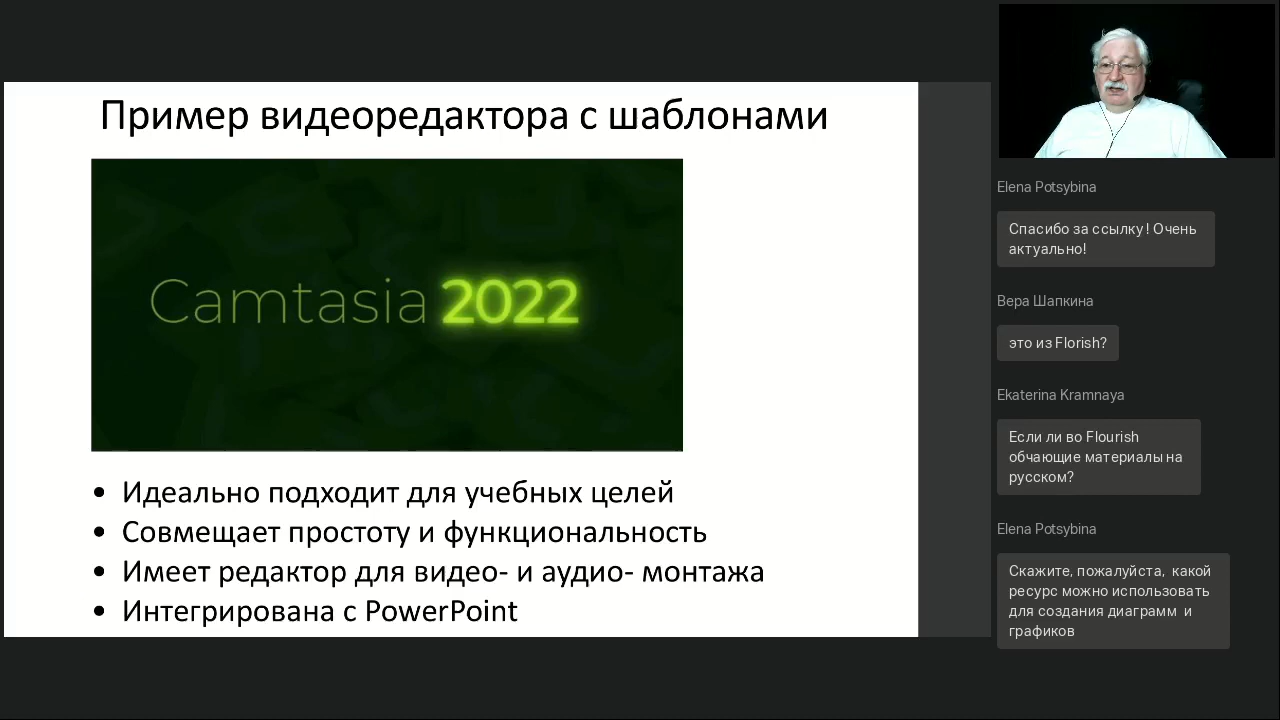 Пример видеоредактора с шаблонами
Camtasia 2022
• Идеально подходит для учебных целей
• Совмещает простоту и функциональность
• Имеет редактор для видео- и аудио- монтажа
• Интегрирована с PowerPoint
Elena Potsybina
Спасибо за ссылку! Очень
актуально!
Вера Шапкина
это из Florish?
Ekaterina Kramnaya
Если ли во Flourish
обчающие материалы на
русском?
Elena Potsybina
Скажите, пожалуйста, какой
ресурс можно использовать
для создания диаграмм и
графиков